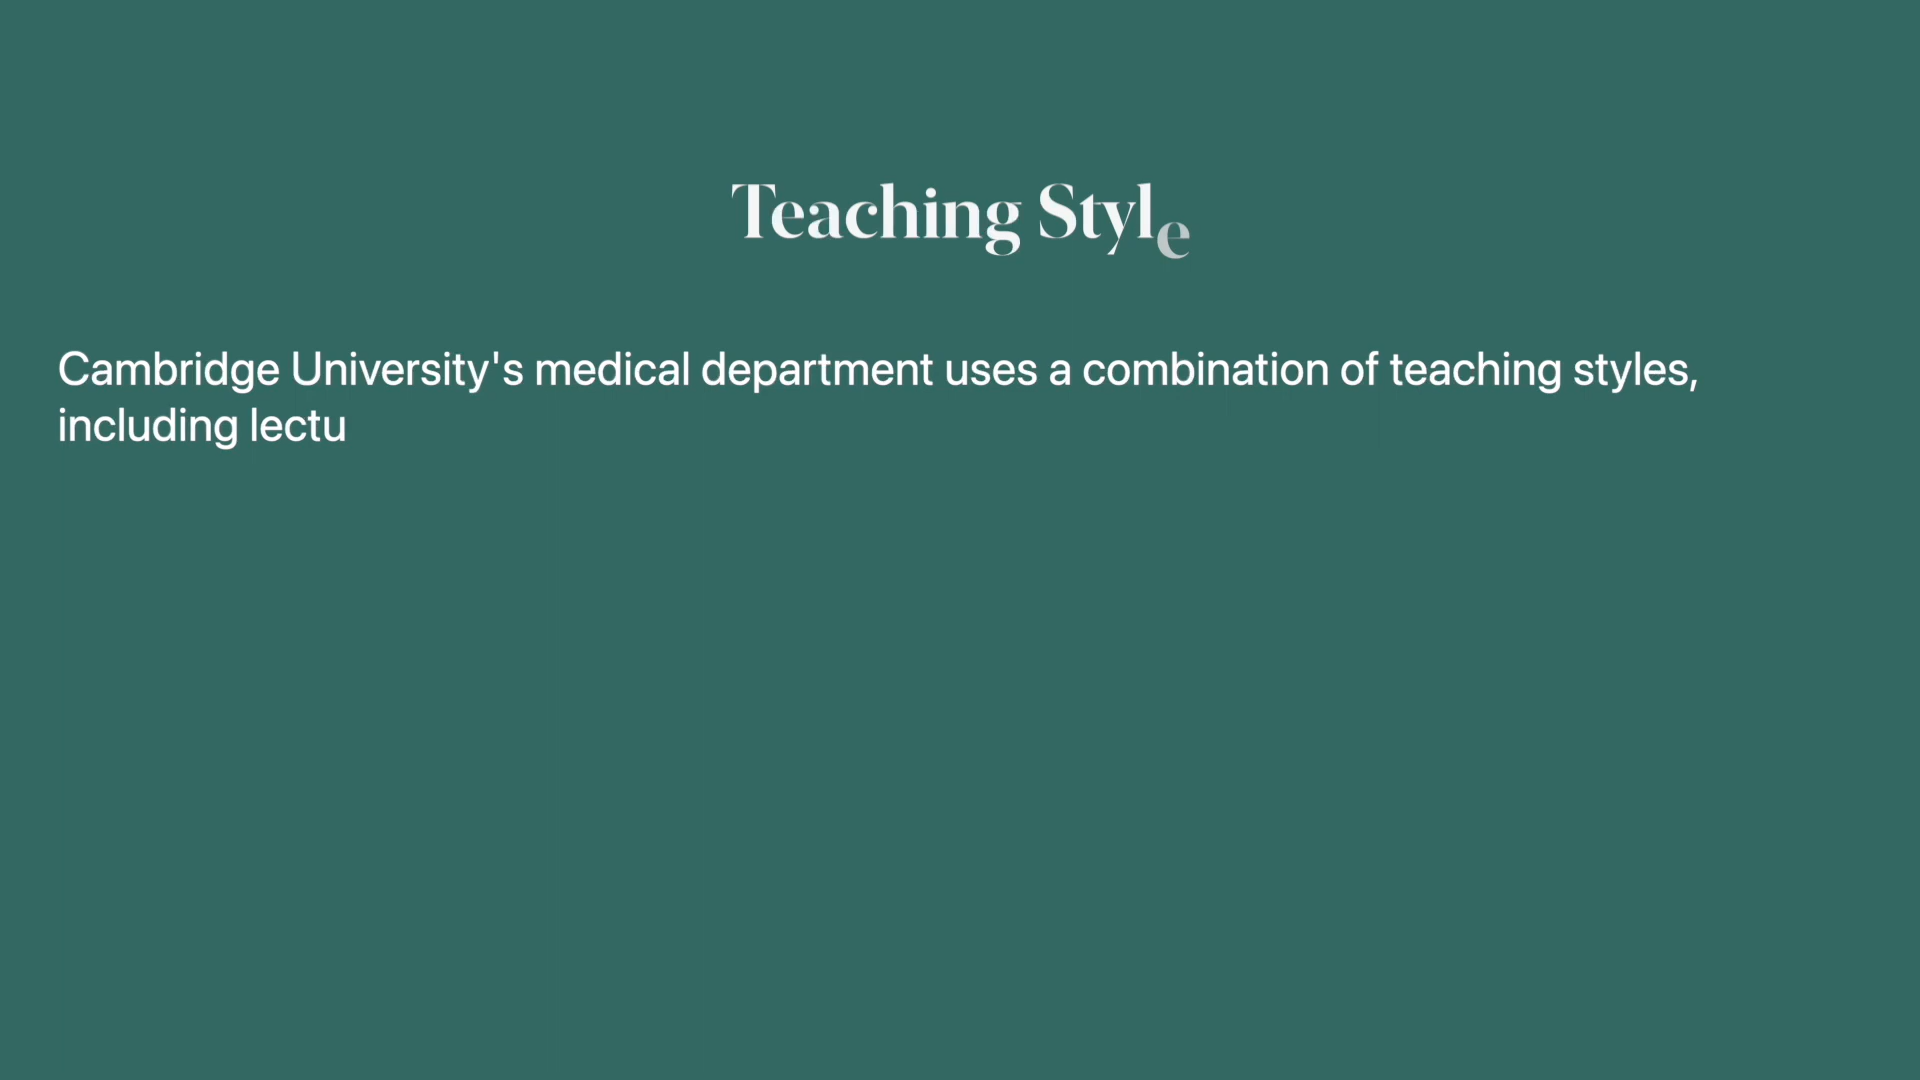 Teaching Style
Cambridge University's medical department uses a combination of teaching styles,
including lectu